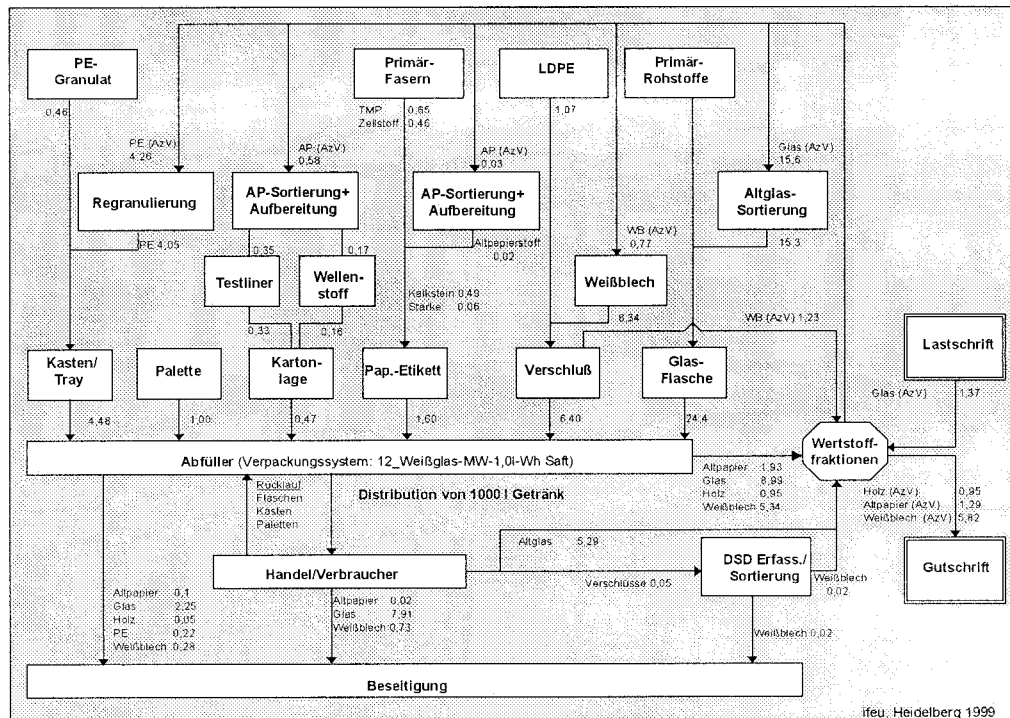 PE-
Granulat
Primär-
Fasern
LDPE
Primär-
Rohstoffe
0,46
TMP 0,65
Zellstoff 0,46
1,07
PE (AzV)
4,26
AP (AzV)
0,58
AP (AzV)
0,03
Glas (AzV)
15,6
Regranulierung
AP-Sortierung+
Aufbereitung
AP-Sortierung+
Aufbereitung
Altglas-
Sortierung
PE 4,05
0,35
0,17
Altpapierstoff
0,02
WB (AzV)
0,77
15,3
Testliner
Wellen-
stoff
Weißblech
Kalkstein 0,49
Stärke 0,06
0,33
0,16
6,34
WB (AzV) 1,23
Kasten/
Tray
Palette
Karton-
lage
Pap.-Etikett
Verschluß
Glas-
Flasche
Lastschrift
4,48
1,00
0,47
1,60
6,40
24,4
Glas (AzV) 1,37
Abfüller (Verpackungssystem: 12_Weißglas-MW-1,0l-Wh Saft)
Wertstoff-
fraktionen
Altpapier 1,93
Glas 8,99
Holz 0,95
Weißblech 5,34
Holz (AzV) 0,95
Altpapier (AzV) 1,29
Weißblech (AzV) 5,82
Rücklauf
Flaschen
Kästen
Paletten
Distribution von 1000 l Getränk
Altglas 5,29
Handel/Verbraucher
Verschlüsse 0,05
DSD Erfass./
Sortierung
Weißblech
0,02
Gutschrift
Altpapier 0,1
Glas 2,25
Holz 0,05
PE 0,22
Weißblech 0,28
Altpapier 0,02
Glas 7,91
Weißblech 0,73
Weißblech 0,02
Beseitigung
ifeu, Heidelberg 1999